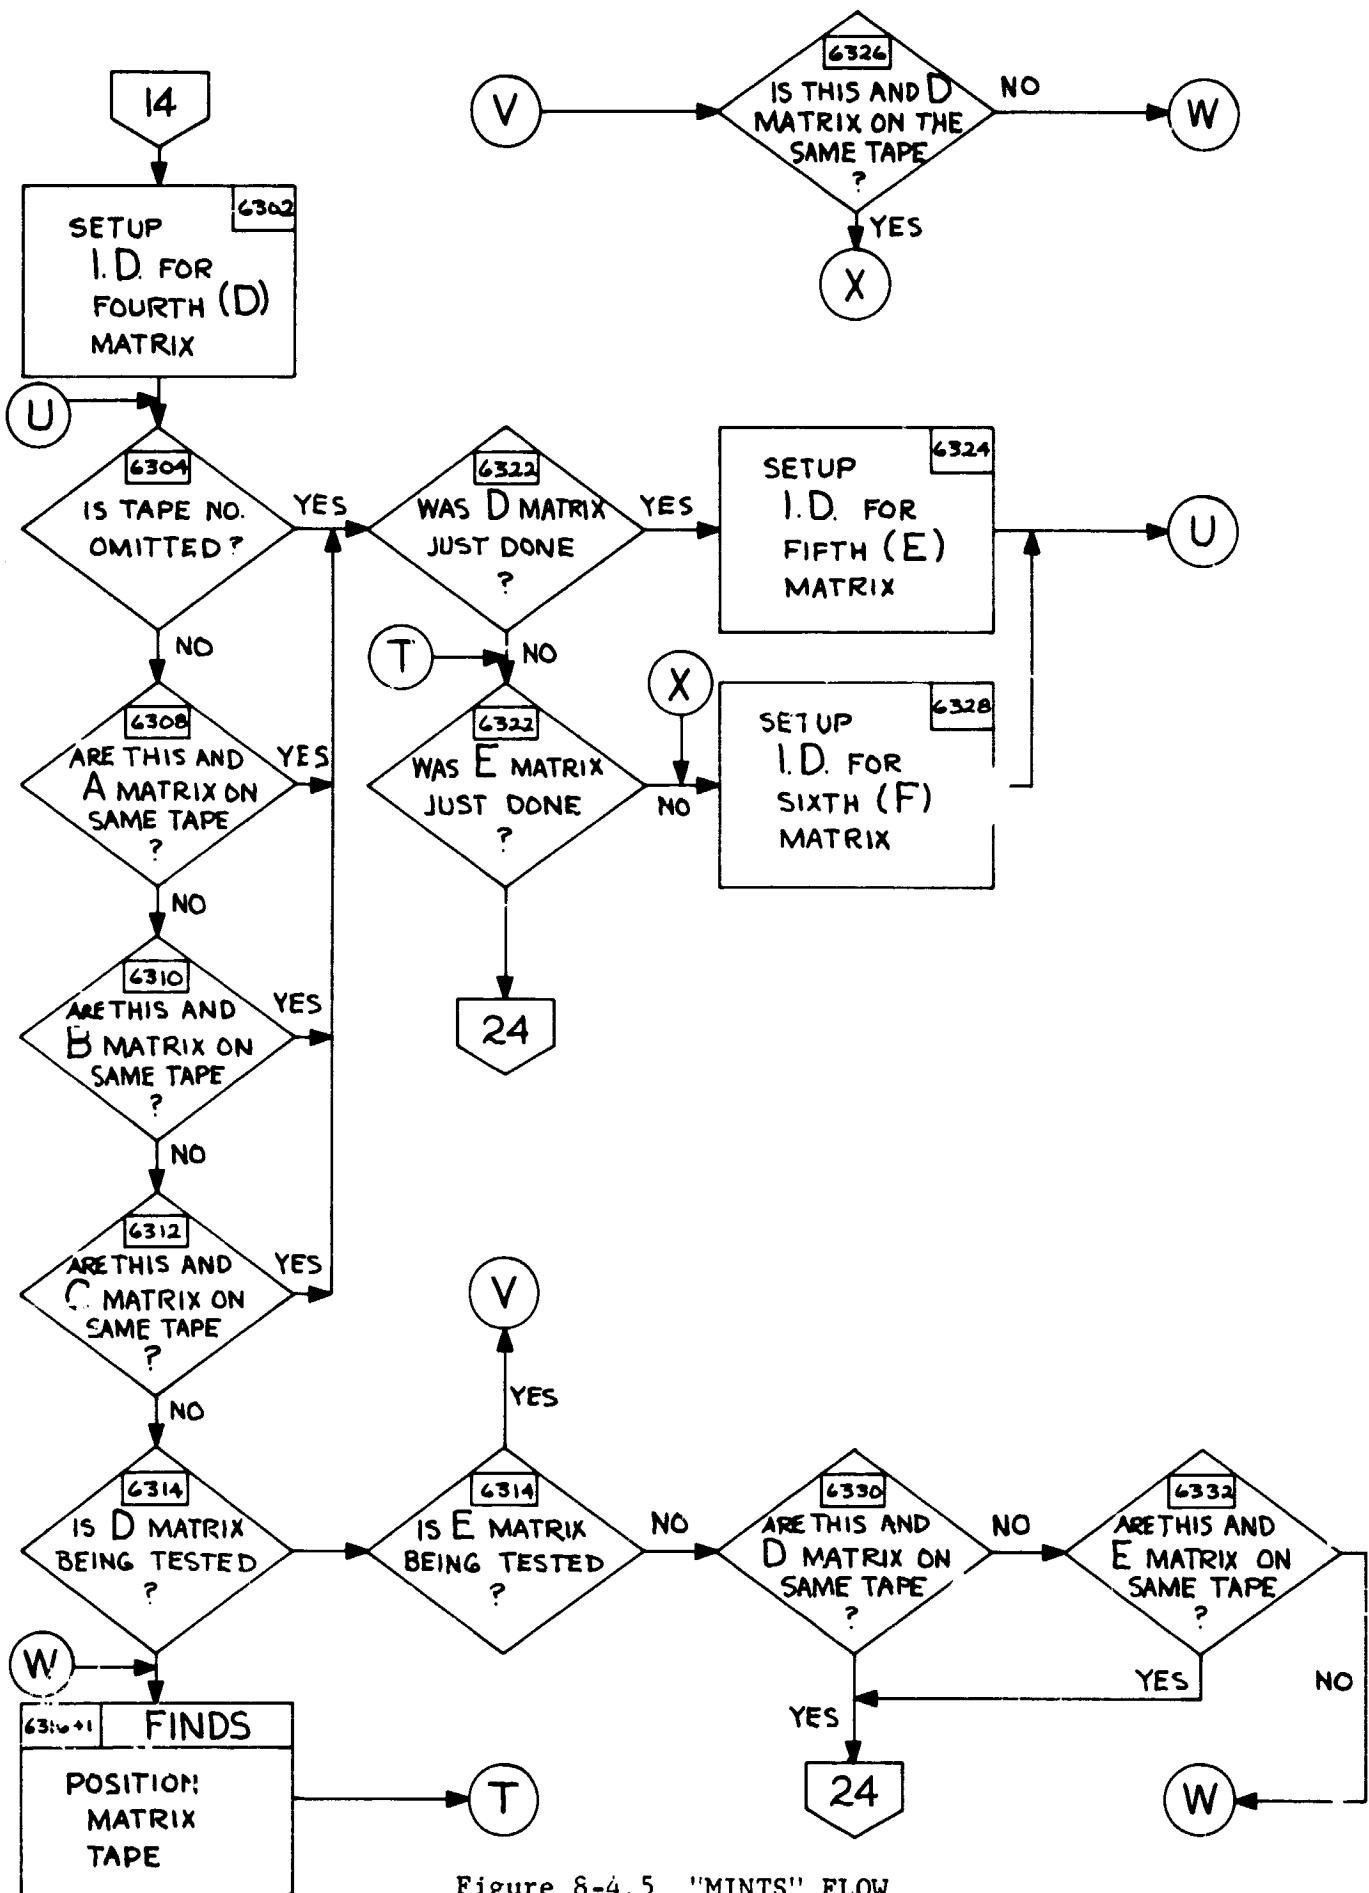 14
6302
SETUP
I.D. FOR
FOURTH (D)
MATRIX
U
6304
IS TAPE NO.
OMITTED?
YES
NO
6308
ARE THIS AND
A MATRIX ON
SAME TAPE
?
YES
NO
6310
ARE THIS AND
B MATRIX ON
SAME TAPE
?
YES
NO
6312
ARE THIS AND
C MATRIX ON
SAME TAPE
?
YES
NO
6314
IS D MATRIX
BEING TESTED
?
W
6316+1 FINDS
POSITION
MATRIX
TAPE
T
V
6326
IS THIS AND D
MATRIX ON THE
SAME TAPE
?
NO
W
YES
X
6322
WAS D MATRIX
JUST DONE
?
YES
NO
6324
SETUP
I.D. FOR
FIFTH (E)
MATRIX
U
T
6322
WAS E MATRIX
JUST DONE
?
NO
X
6328
SETUP
I.D. FOR
SIXTH (F)
MATRIX
24
V
YES
6314
IS E MATRIX
BEING TESTED
?
NO
6330
ARE THIS AND
D MATRIX ON
SAME TAPE
?
NO
YES
6332
ARE THIS AND
E MATRIX ON
SAME TAPE
?
YES
NO
24
W
Figure 8-4.5 "MINTS" FLOW